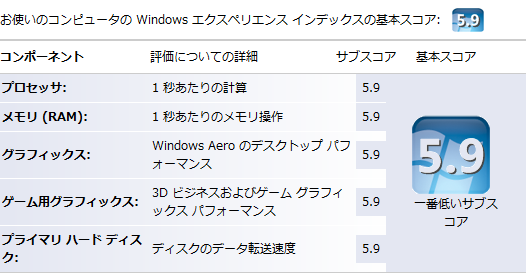 お使いのコンピュータの Windows エクスペリエンス インデックスの基本スコア: 5.9
コンポーネント 評価についての詳細 サブスコア 基本スコア
プロセッサ: 1 秒あたりの計算 5.9
メモリ (RAM): 1 秒あたりのメモリ操作 5.9
グラフィックス: Windows Aero のデスクトップ パフ
ォーマンス 5.9
ゲーム用グラフィックス: 3D ビジネスおよびゲーム グラフィ
ックス パフォーマンス 5.9
プライマリ ハード ディス
ク: ディスクのデータ転送速度 5.9
5.9
一番低いサブス
コア